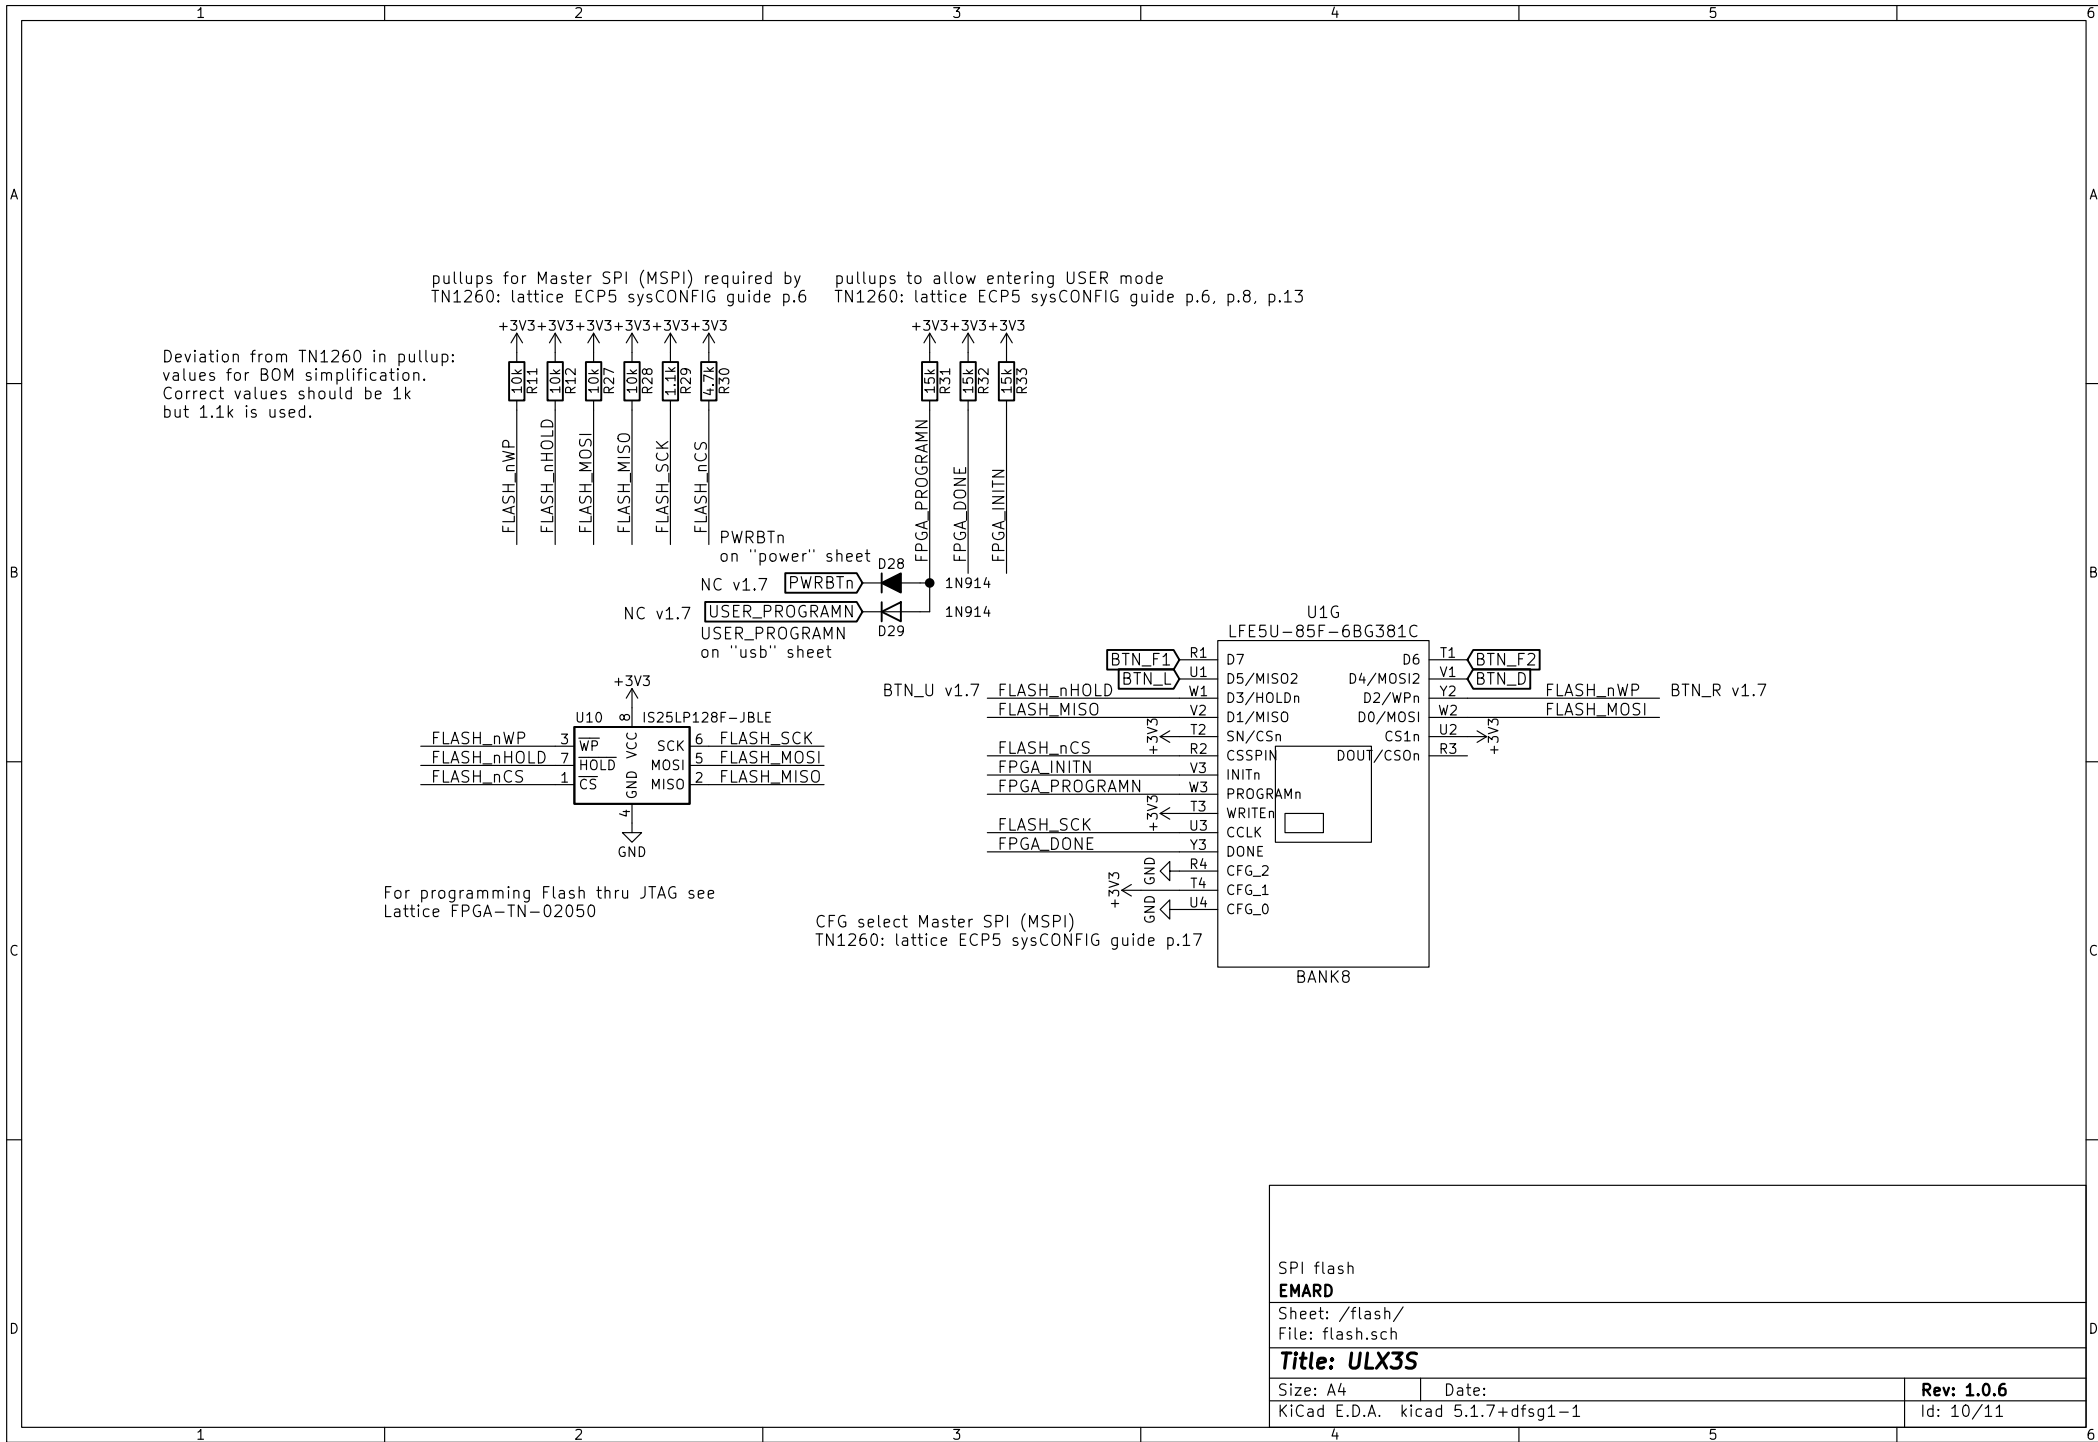 1 2 3 4 5 6
A A
B B
C C
D D
pullups for Master SPI (MSPI) required by
TN1260: lattice ECP5 sysCONFIG guide p.6
pullups to allow entering USER mode
TN1260: lattice ECP5 sysCONFIG guide p.6, p.8, p.13
Deviation from TN1260 in pullup:
values for BOM simplification.
Correct values should be 1k
but 1.1k is used.
+3V3 +3V3 +3V3 +3V3 +3V3 +3V3
10k R11
10k R12
10k R27
10k R28
1.1k R29
4.7k R30
FLASH_nWP
FLASH_nHOLD
FLASH_MOSI
FLASH_MISO
FLASH_SCK
FLASH_nCS
+3V3 +3V3 +3V3
15k R31
15k R32
15k R33
FPGA_PROGRAMN
FPGA_DONE
FPGA_INITN
PWRBTn
on "power" sheet
D28
NC v1.7 PWRBTn 1N914
NC v1.7 USER_PROGRAMN 1N914
D29
USER_PROGRAMN
on "usb" sheet
+3V3
U10 8 IS25LP128F-JBLE
FLASH_nWP 3 WP VCC SCK 6 FLASH_SCK
FLASH_nHOLD 7 HOLD MOSI 5 FLASH_MOSI
FLASH_nCS 1 CS GND MISO 2 FLASH_MISO
4
GND
For programming Flash thru JTAG see
Lattice FPGA-TN-02050
U1G
LFE5U-85F-6BG381C
BTN_F1 R1 D7 D6 T1 BTN_F2
BTN_L U1 D5/MISO2 D4/MOSI2 V1 BTN_D
BTN_U v1.7 FLASH_nHOLD W1 D3/HOLDn D2/WPn Y2 FLASH_nWP BTN_R v1.7
FLASH_MISO V2 D1/MISO D0/MOSI W2 FLASH_MOSI
+3V3 T2 SN/CSn CS1n U2 +3V3
FLASH_nCS R2 CSSPIN DOUT/CSOn R3
FPGA_INITN V3 INITn
FPGA_PROGRAMN W3 PROGRAMn
+3V3 T3 WRITEn
FLASH_SCK U3 CCLK
FPGA_DONE Y3 DONE
GND R4 CFG_2
+3V3 T4 CFG_1
GND U4 CFG_0
CFG select Master SPI (MSPI)
TN1260: lattice ECP5 sysCONFIG guide p.17
BANK8
SPI flash
EMARD
Sheet: /flash/
File: flash.sch
Title: ULX3S
Size: A4 Date: Rev: 1.0.6
KiCad E.D.A. kicad 5.1.7+dfsg1-1 Id: 10/11
1 2 3 4 5 6